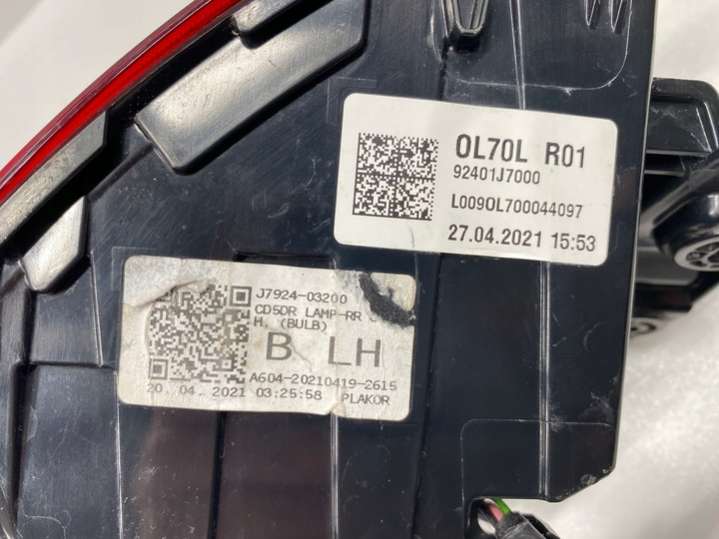 OL70L R01
92401J7000
L009OL700044097
27.04.2021 15:53
J7924-03200
CD5DR LAMP-RR
H. (BULB)
B LH
A604-20210419-2615
20. 04. 2021 03:25:58 PLAKOR